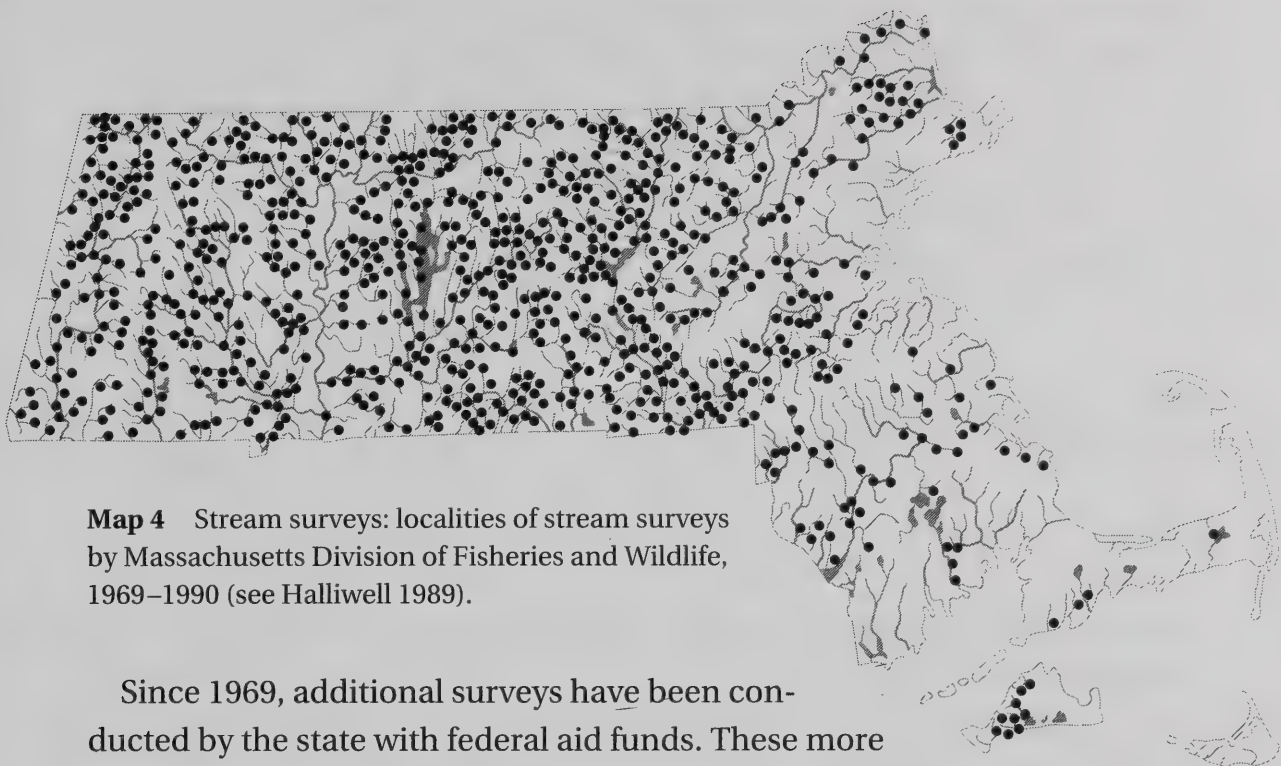 Map 4 Stream surveys: localities of stream surveys
by Massachusetts Division of Fisheries and Wildlife,
1969–1990 (see Halliwell 1989).
Since 1969, additional surveys have been con-
ducted by the state with federal aid funds. These more